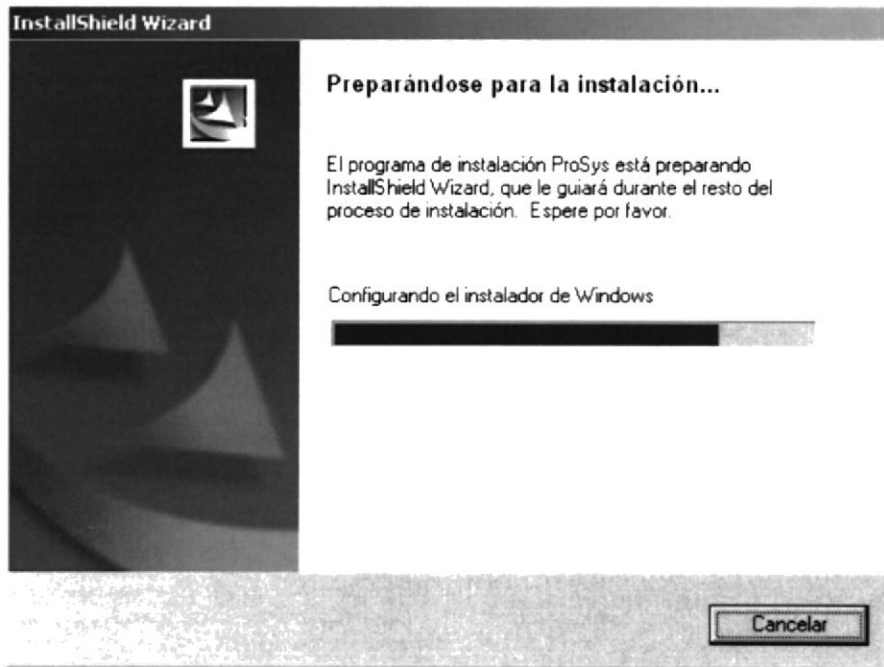 InstallShield Wizard
Preparándose para la instalación...
El programa de instalación ProSys está preparando
InstallShield Wizard, que le guiará durante el resto del
proceso de instalación. Espere por favor.
Configurando el instalador de Windows
Cancelar